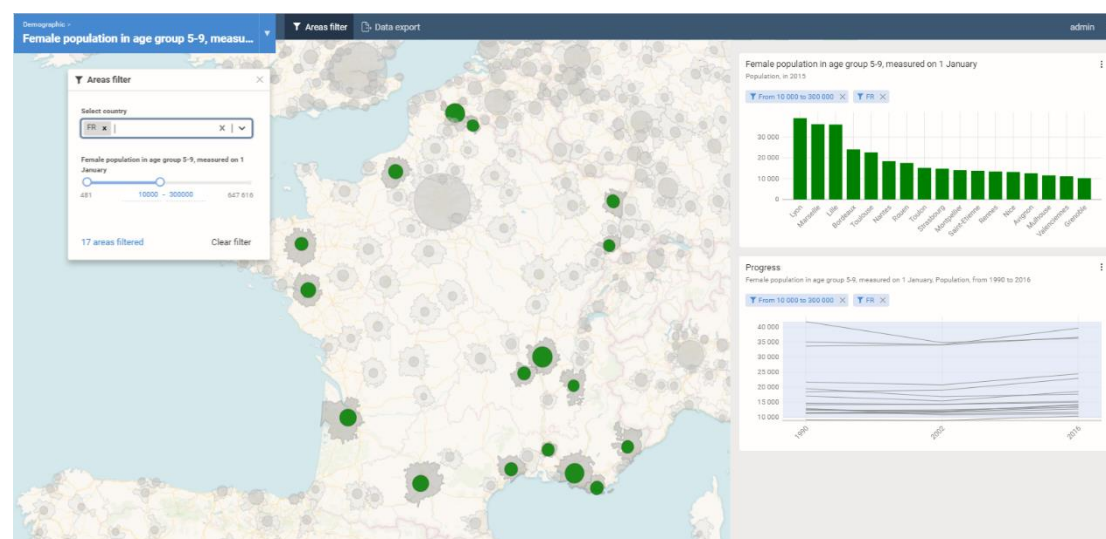 Demographic >
Female population in age group 5-9, measu...
Areas filter
Data export
admin
Areas filter
Select country
FR x
Female population in age group 5-9, measured on 1
January
481
10000 - 300000
647 616
17 areas filtered
Clear filter
Female population in age group 5-9, measured on 1 January
Population, in 2015
From 10 000 to 300 000 ×
FR ×
30 000
20 000
10 000
0
Lyon
Marseille
Lille
Bordeaux
Toulouse
Nantes
Rouen
Toulon
Strasbourg
Montpellier
Saint-Etienne
Rennes
Nice
Avignon
Mulhouse
Valenciennes
Grenoble
Progress
Female population in age group 5-9, measured on 1 January, Population, from 1990 to 2016
From 10 000 to 300 000 ×
FR ×
40 000
35 000
30 000
25 000
20 000
15 000
10 000
1990
2002
2016